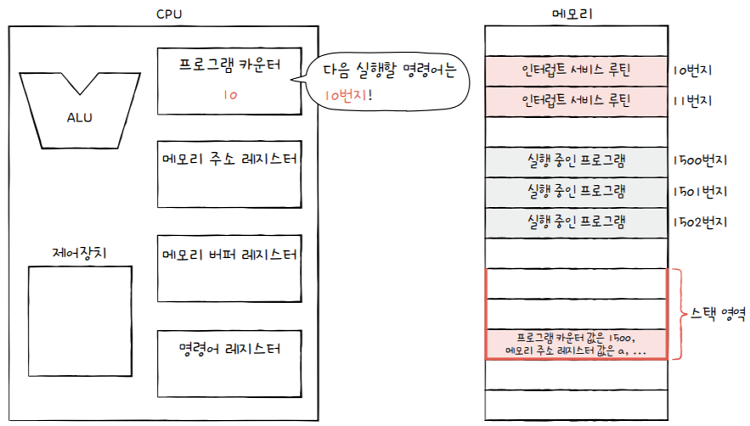 CPU
프로그램 카운터
10
다음 실행할 명령어는
10번지!
ALU
메모리 주소 레지스터
메모리 버퍼 레지스터
제어장치
명령어 레지스터
메모리
인터럽트 서비스 루틴
10번지
인터럽트 서비스 루틴
11번지
실행 중인 프로그램
1500번지
실행 중인 프로그램
1501번지
실행 중인 프로그램
1502번지
스택 영역
프로그램 카운터 값은 1500,
메모리 주소 레지스터 값은 a, ...